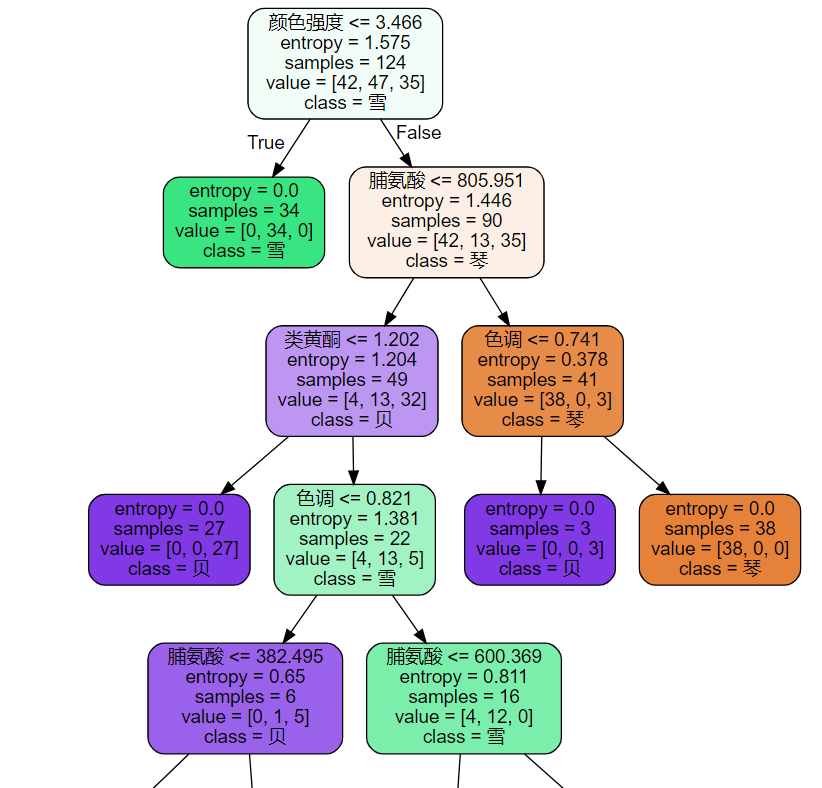 颜色强度 <= 3.466
entropy = 1.575
samples = 124
value = [42, 47, 35]
class = 雪
True
False
entropy = 0.0
samples = 34
value = [0, 34, 0]
class = 雪
脯氨酸 <= 805.951
entropy = 1.446
samples = 90
value = [42, 13, 35]
class = 琴
类黄酮 <= 1.202
entropy = 1.204
samples = 49
value = [4, 13, 32]
class = 贝
色调 <= 0.741
entropy = 0.378
samples = 41
value = [38, 0, 3]
class = 琴
entropy = 0.0
samples = 27
value = [0, 0, 27]
class = 贝
色调 <= 0.821
entropy = 1.381
samples = 22
value = [4, 13, 5]
class = 雪
entropy = 0.0
samples = 3
value = [0, 0, 3]
class = 贝
entropy = 0.0
samples = 38
value = [38, 0, 0]
class = 琴
脯氨酸 <= 382.495
entropy = 0.65
samples = 6
value = [0, 1, 5]
class = 贝
脯氨酸 <= 600.369
entropy = 0.811
samples = 16
value = [4, 12, 0]
class = 雪